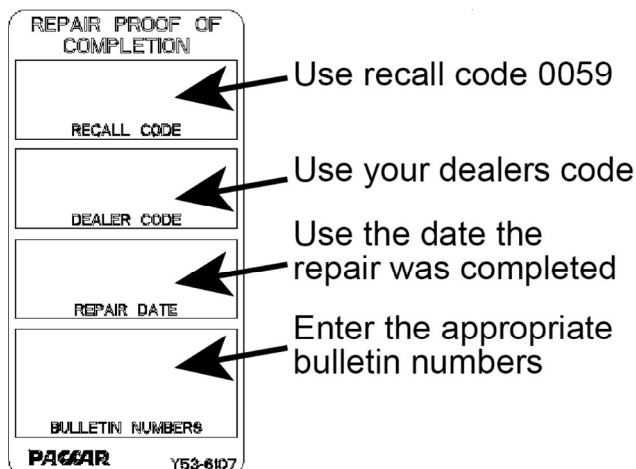 REPAIR PROOF OF
COMPLETION
Use recall code 0059
RECALL CODE
Use your dealers code
DEALER CODE
Use the date the
repair was completed
REPAIR DATE
Enter the appropriate
bulletin numbers
BULLETIN NUMBERS
PACCAR Y53-6107